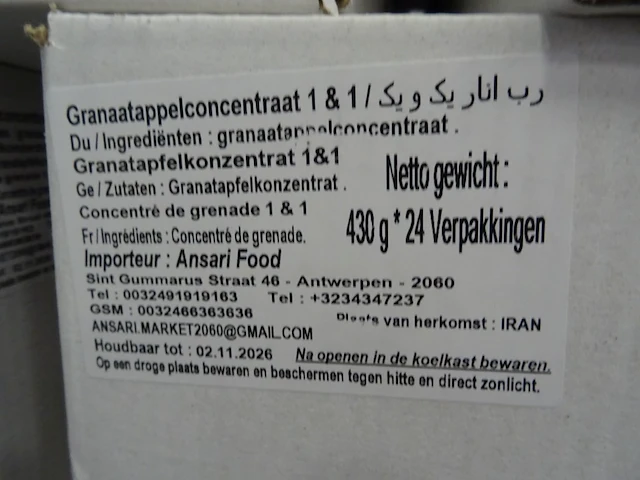 Granaatappelconcentraat 1 & 1 / رب انار یک و یک
Du / Ingrediënten : granaatappelconcentraat .
Granatapfelkonzentrat 1&1
Ge / Zutaten : Granatapfelkonzentrat .
Concentré de grenade 1 & 1
Fr / Ingrédients : Concentré de grenade.
Netto gewicht :
430 g * 24 Verpakkingen
Importeur : Ansari Food
Sint Gummarus Straat 46 - Antwerpen - 2060
Tel : 0032491919163 Tel : +3234347237
GSM : 0032466363636
Plaats van herkomst : IRAN
ANSARI.MARKET2060@GMAIL.COM
Houdbaar tot : 02.11.2026 Na openen in de koelkast bewaren.
Op een droge plaats bewaren en beschermen tegen hitte en direct zonlicht.